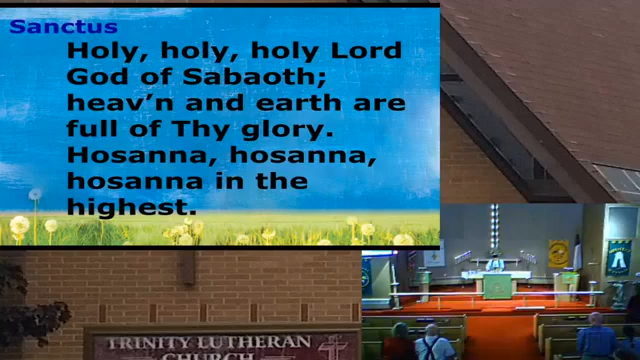 Sanctus
Holy, holy, holy Lord
God of Sabaoth;
heav’n and earth are
full of Thy glory.
Hosanna, hosanna,
hosanna in the
highest.
TRINITY LUTHERAN
CHURCH